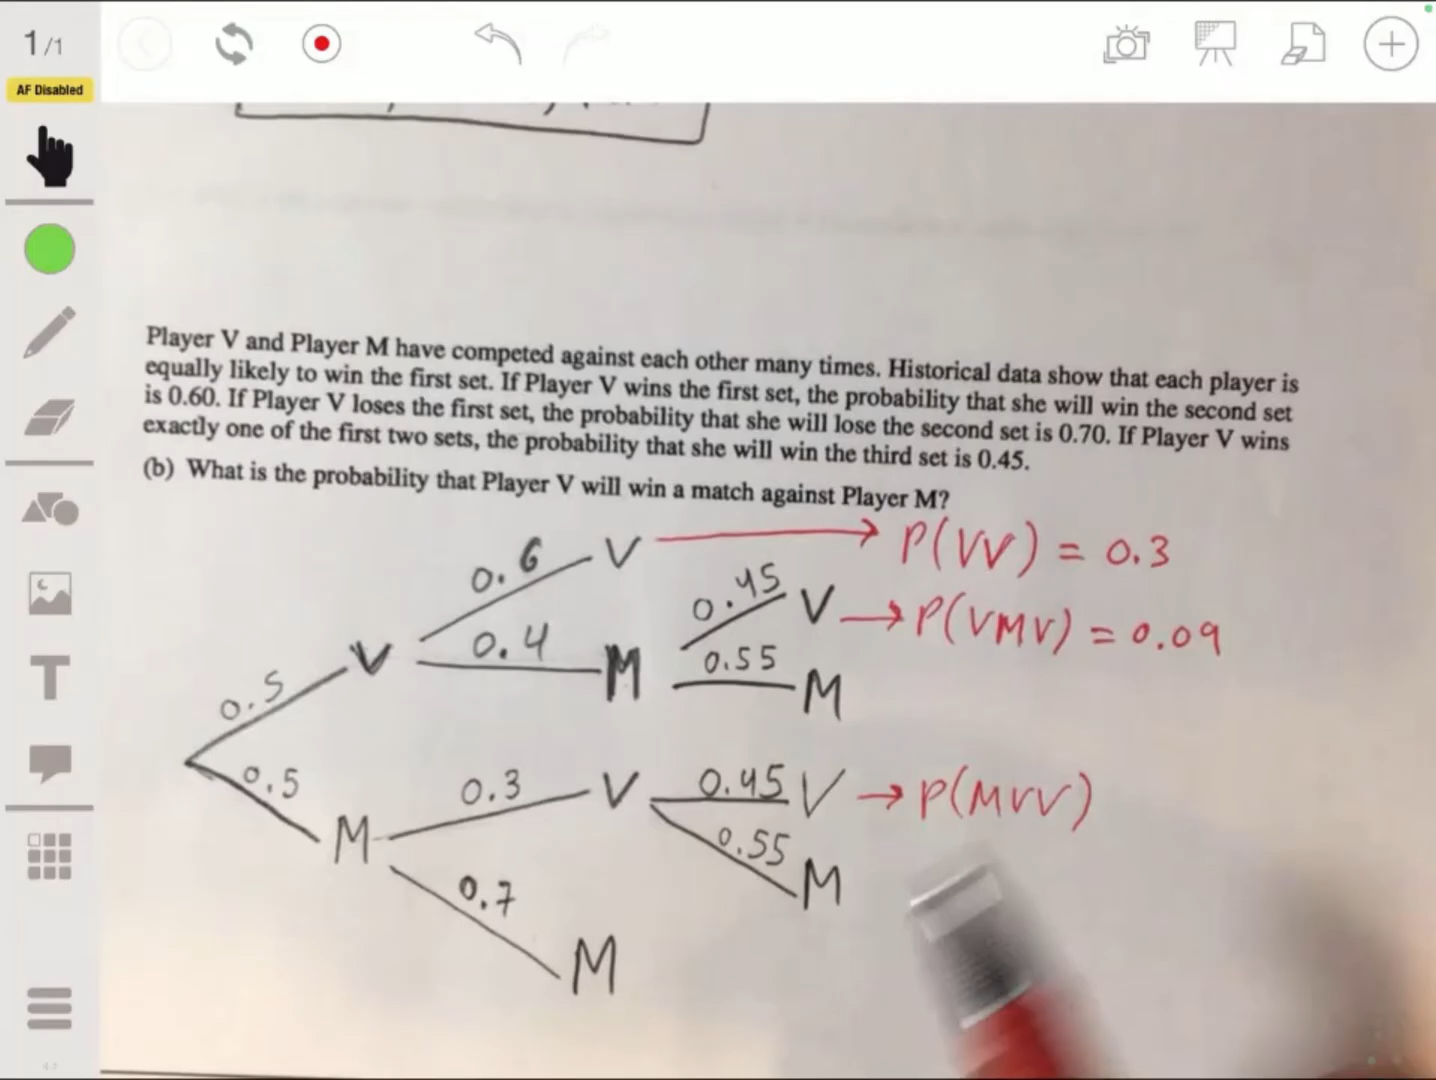 1/1
AF Disabled
Player V and Player M have competed against each other many times. Historical data show that each player is
equally likely to win the first set. If Player V wins the first set, the probability that she will win the second set
is 0.60. If Player V loses the first set, the probability that she will lose the second set is 0.70. If Player V wins
exactly one of the first two sets, the probability that she will win the third set is 0.45.
(b) What is the probability that Player V will win a match against Player M?
0.6 V → P(VV) = 0.3
0.45 V → P(VMV) = 0.09
0.5 V 0.4 M 0.55 M
0.5 M 0.3 V 0.45 V → P(MVV)
0.55 M
0.7 M
T